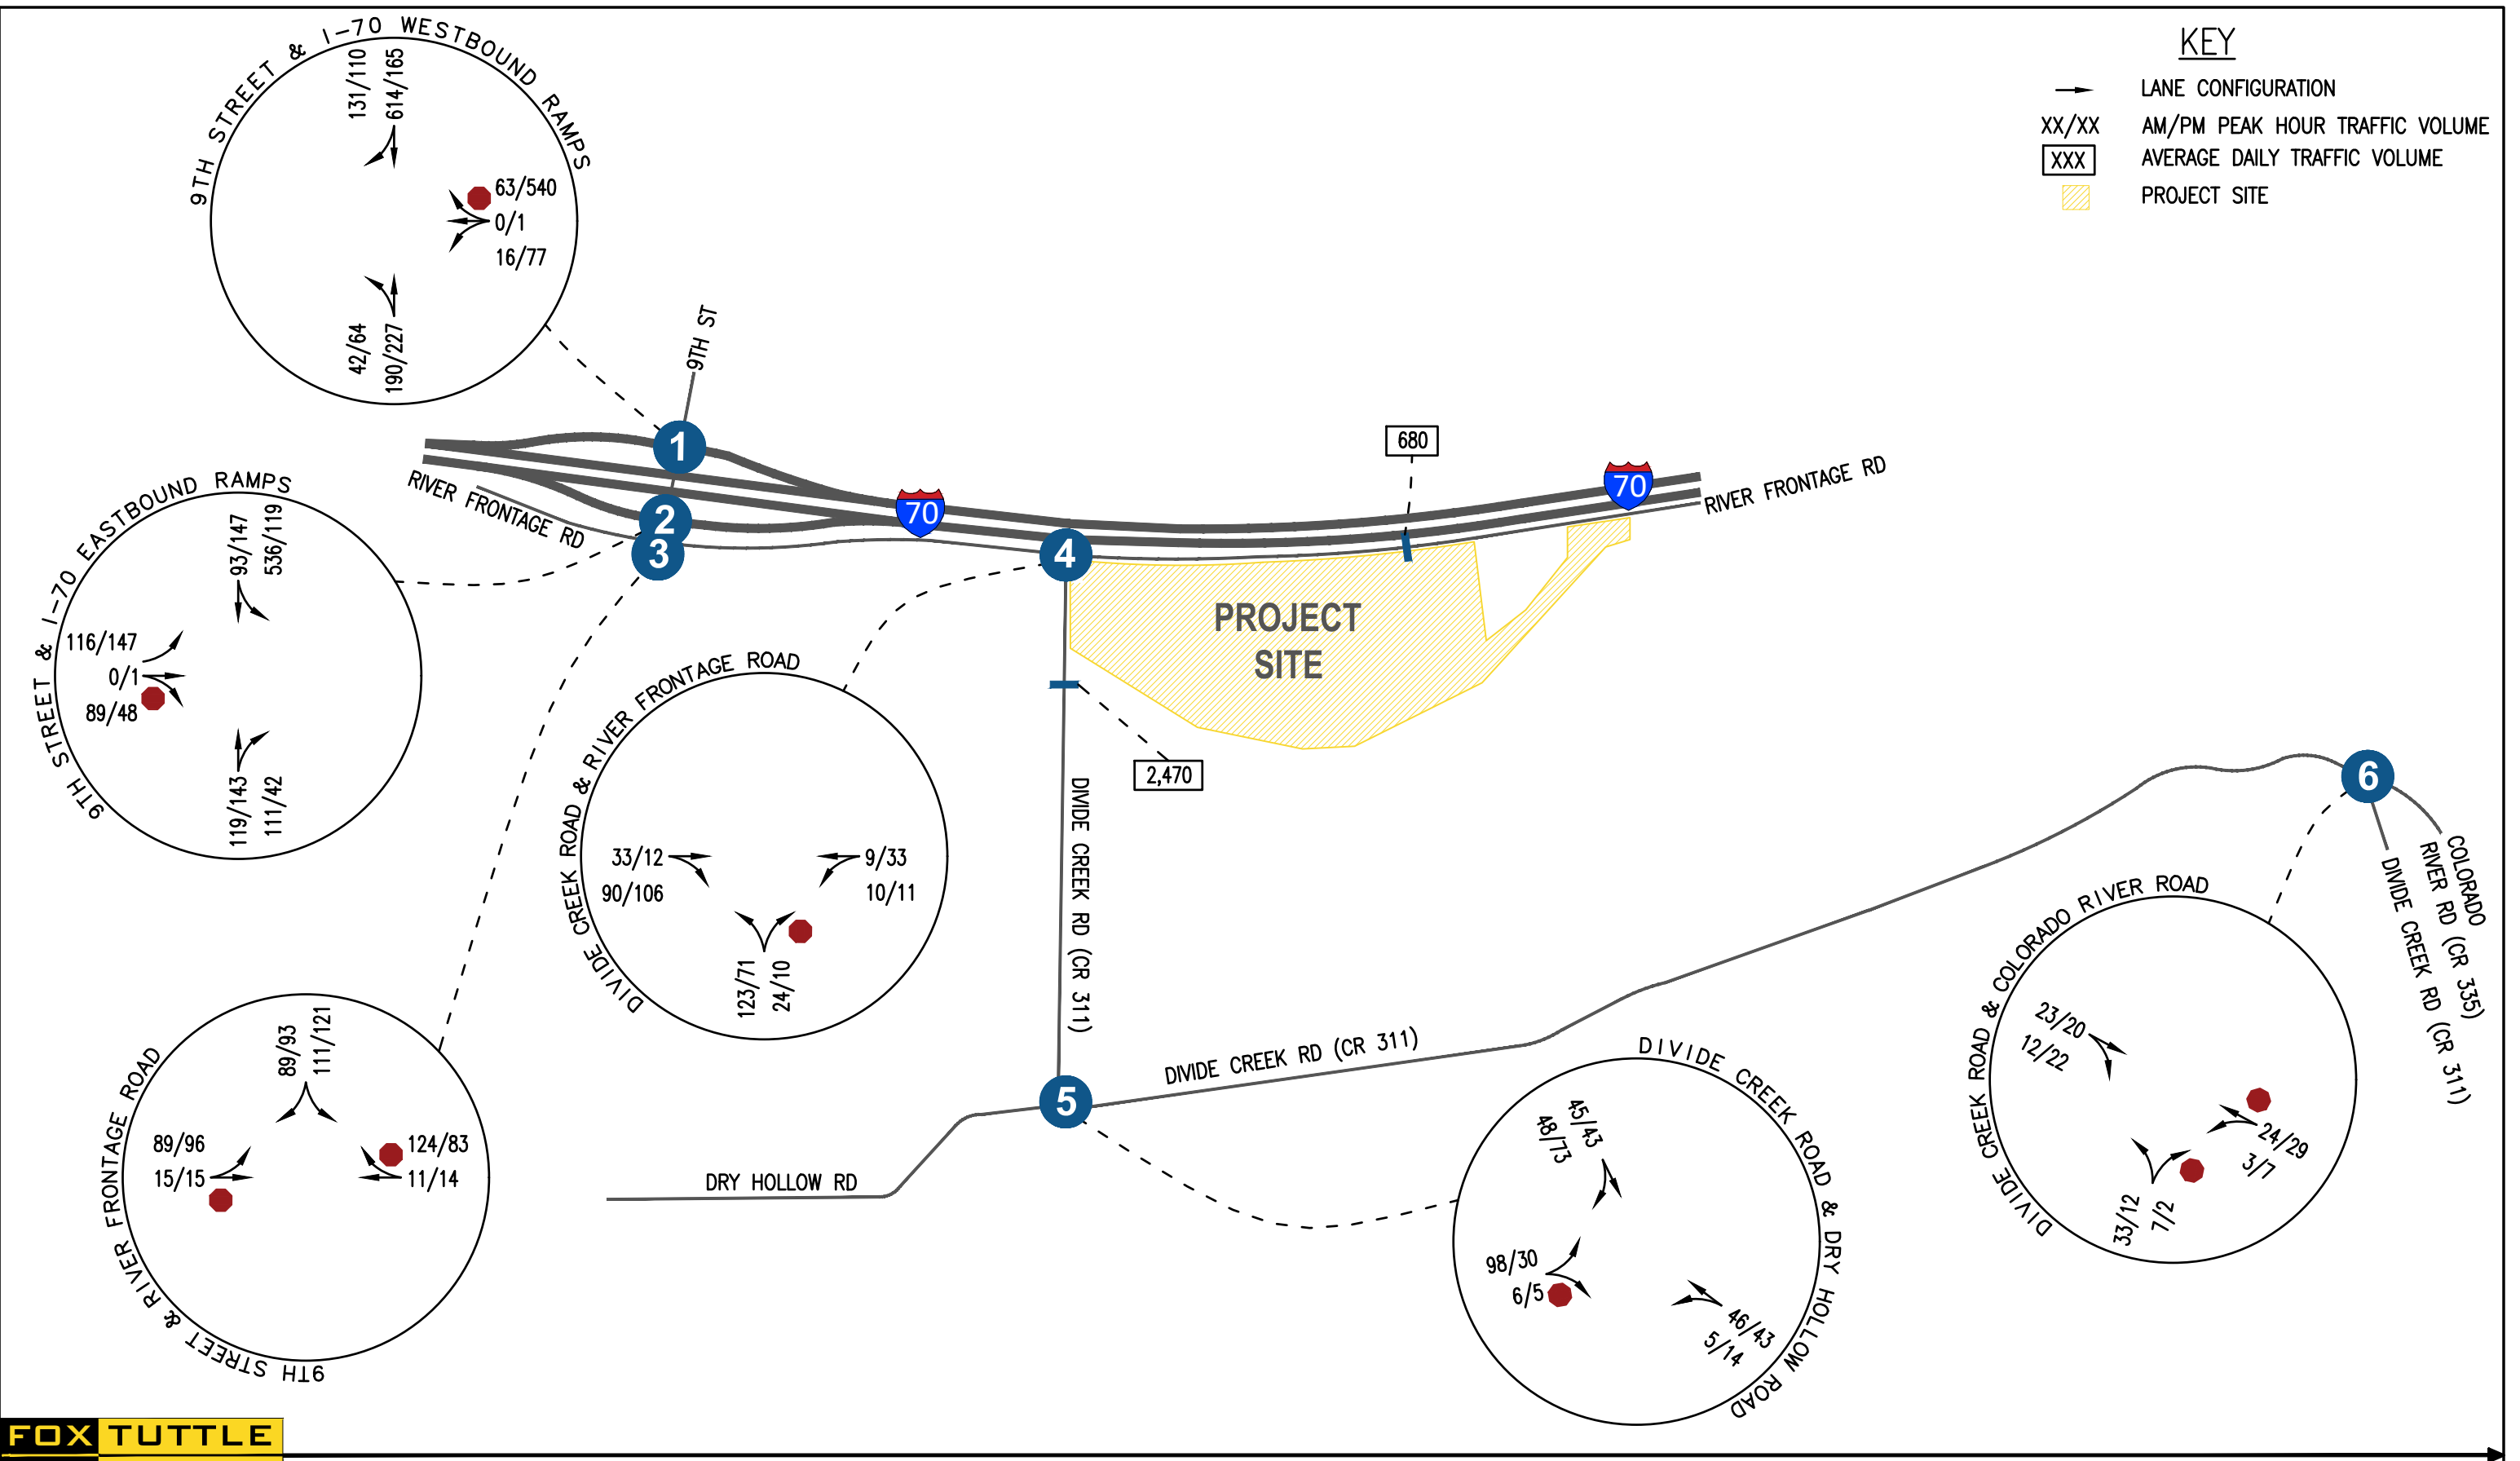 KEY
LANE CONFIGURATION
XX/XX AM/PM PEAK HOUR TRAFFIC VOLUME
XXX AVERAGE DAILY TRAFFIC VOLUME
PROJECT SITE
9TH STREET & I-70 WESTBOUND RAMPS
131/110
614/165
63/540
0/1
16/77
42/64
190/227
9TH ST
1
2
3
4
RIVER FRONTAGE RD
70
680
70
RIVER FRONTAGE RD
9TH STREET & I-70 EASTBOUND RAMPS
93/147
536/119
116/147
0/1
89/48
119/143
111/42
PROJECT
SITE
2,470
DIVIDE CREEK ROAD & RIVER FRONTAGE ROAD
33/12
90/106
9/33
10/11
123/71
24/10
DIVIDE CREEK RD (CR 311)
6
COLORADO
RIVER RD (CR 335)
DIVIDE CREEK RD (CR 311)
DIVIDE CREEK ROAD & COLORADO RIVER ROAD
23/20
12/22
24/29
3/7
33/12
7/2
9TH STREET & RIVER FRONTAGE ROAD
89/93
111/121
89/96
15/15
124/83
11/14
5
DIVIDE CREEK RD (CR 311)
DRY HOLLOW RD
DIVIDE CREEK ROAD & DRY HOLLOW ROAD
45/43
48/73
98/30
6/5
46/43
5/14
FOX TUTTLE